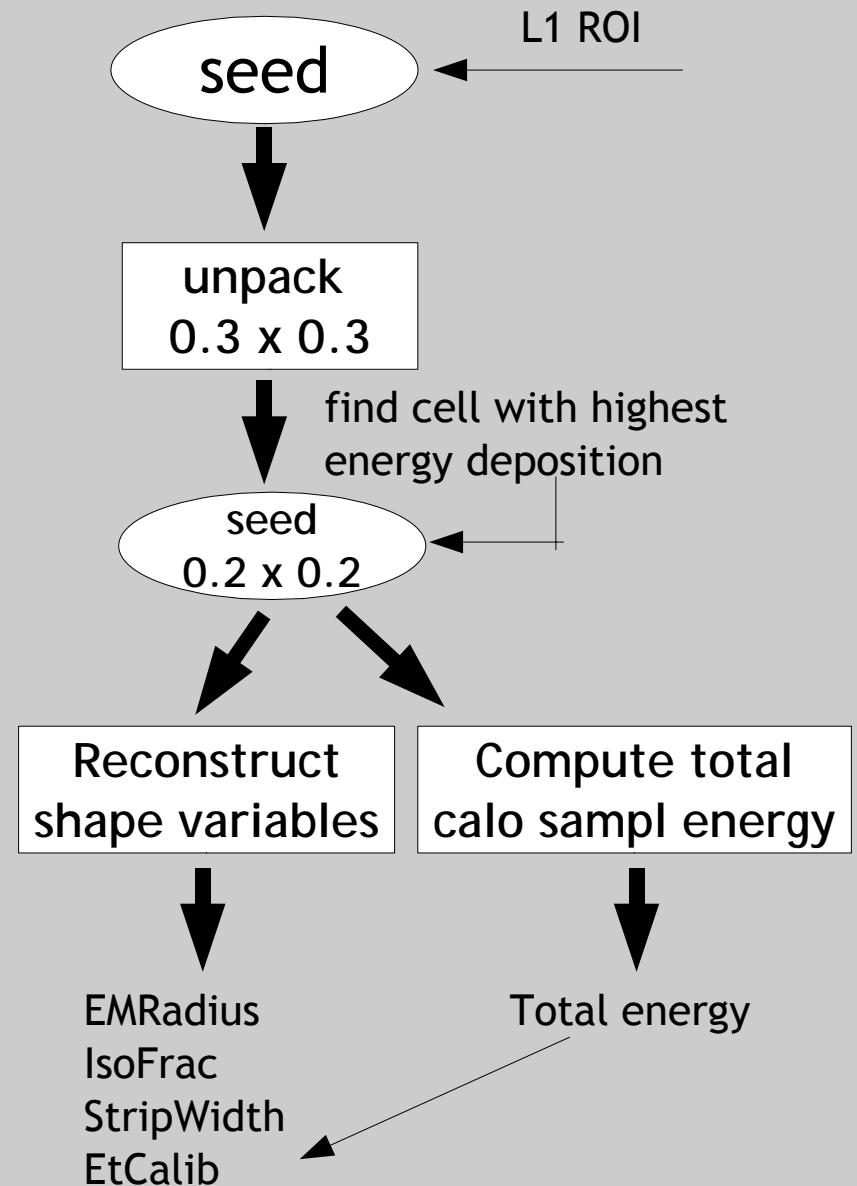 L1 ROI
seed
unpack
0.3 x 0.3
find cell with highest
energy deposition
seed
0.2 x 0.2
Reconstruct
shape variables
Compute total
calo sampl energy
EMRadius
IsoFrac
StripWidth
EtCalib
Total energy